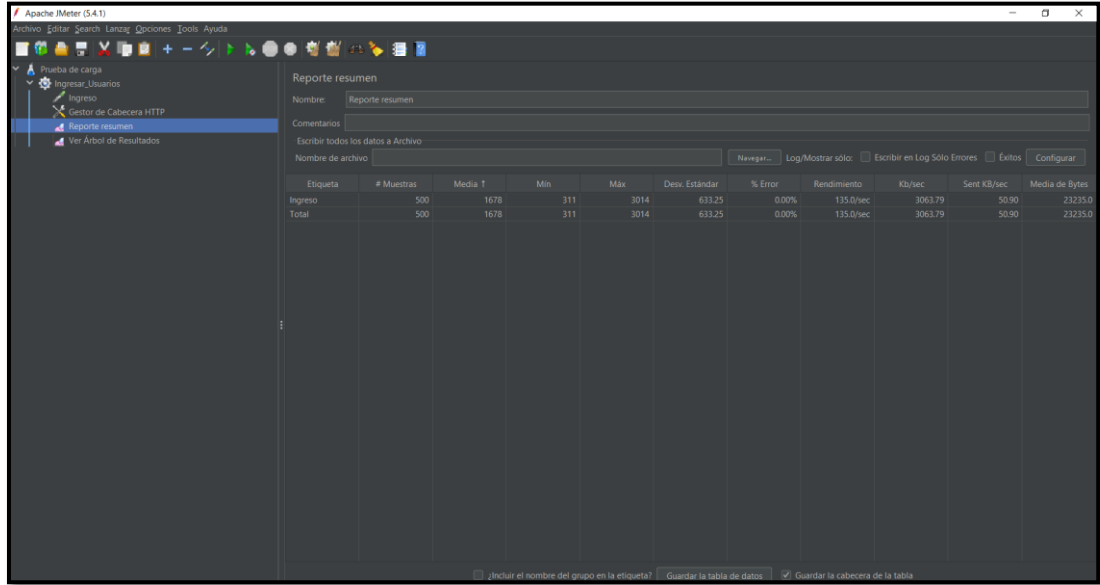 Apache JMeter (5.4.1)
Archivo Editar Search Lanzar Opciones Tools Ayuda
Prueba de carga
Ingresar_Usuarios
Ingreso
Gestor de Cabecera HTTP
Reporte resumen
Ver Árbol de Resultados
Reporte resumen
Nombre: Reporte resumen
Comentarios
Escribir todos los datos a Archivo
Nombre de archivo Navegar... Log/Mostrar sólo: Escribir en Log Sólo Errores Éxitos Configurar
Etiqueta # Muestras Media ↑ Mín Máx Desv. Estándar % Error Rendimiento Kb/sec Sent KB/sec Media de Bytes
Ingreso 500 1678 311 3014 633.25 0.00% 135.0/sec 3063.79 50.90 23235.0
Total 500 1678 311 3014 633.25 0.00% 135.0/sec 3063.79 50.90 23235.0
¿Incluir el nombre del grupo en la etiqueta? Guardar la tabla de datos Guardar la cabecera de la tabla